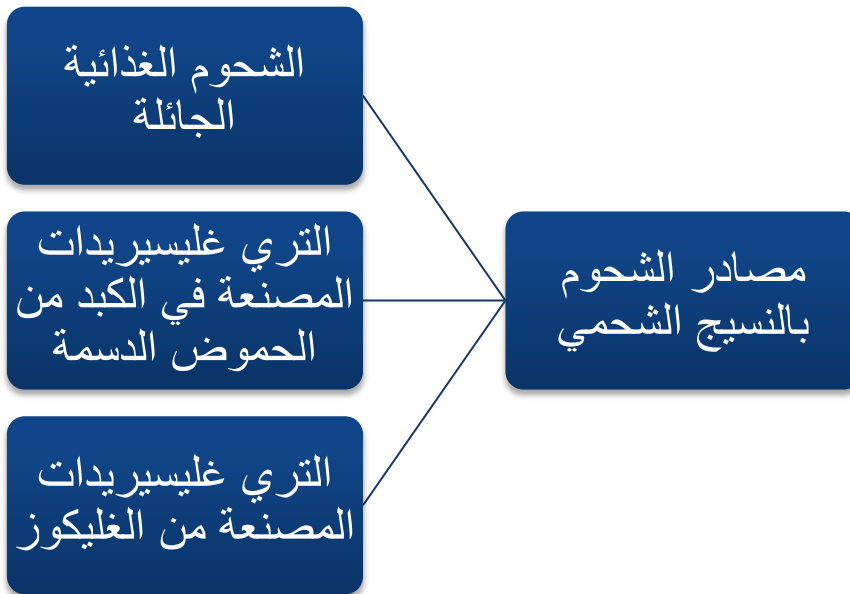 مصادر الشحوم
بالنسيج الشحمي
الشحوم الغذائية
الجائلة
التري غليسيريدات
المصنعة في الكبد من
الحموض الدسمة
التري غليسيريدات
المصنعة من الغليكوز